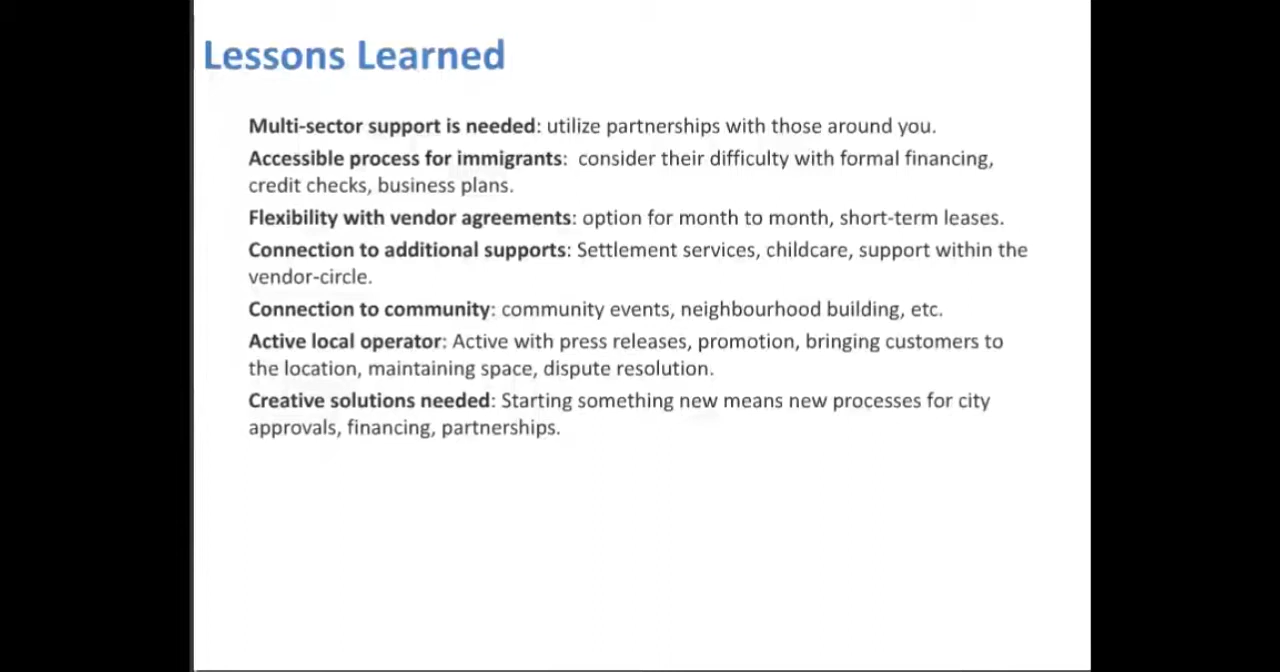 Lessons Learned
Multi-sector support is needed: utilize partnerships with those around you.
Accessible process for immigrants:  consider their difficulty with formal financing,
credit checks, business plans.
Flexibility with vendor agreements: option for month to month, short-term leases.
Connection to additional supports: Settlement services, childcare, support within the
vendor-circle.
Connection to community: community events, neighbourhood building, etc.
Active local operator: Active with press releases, promotion, bringing customers to
the location, maintaining space, dispute resolution.
Creative solutions needed: Starting something new means new processes for city
approvals, financing, partnerships.